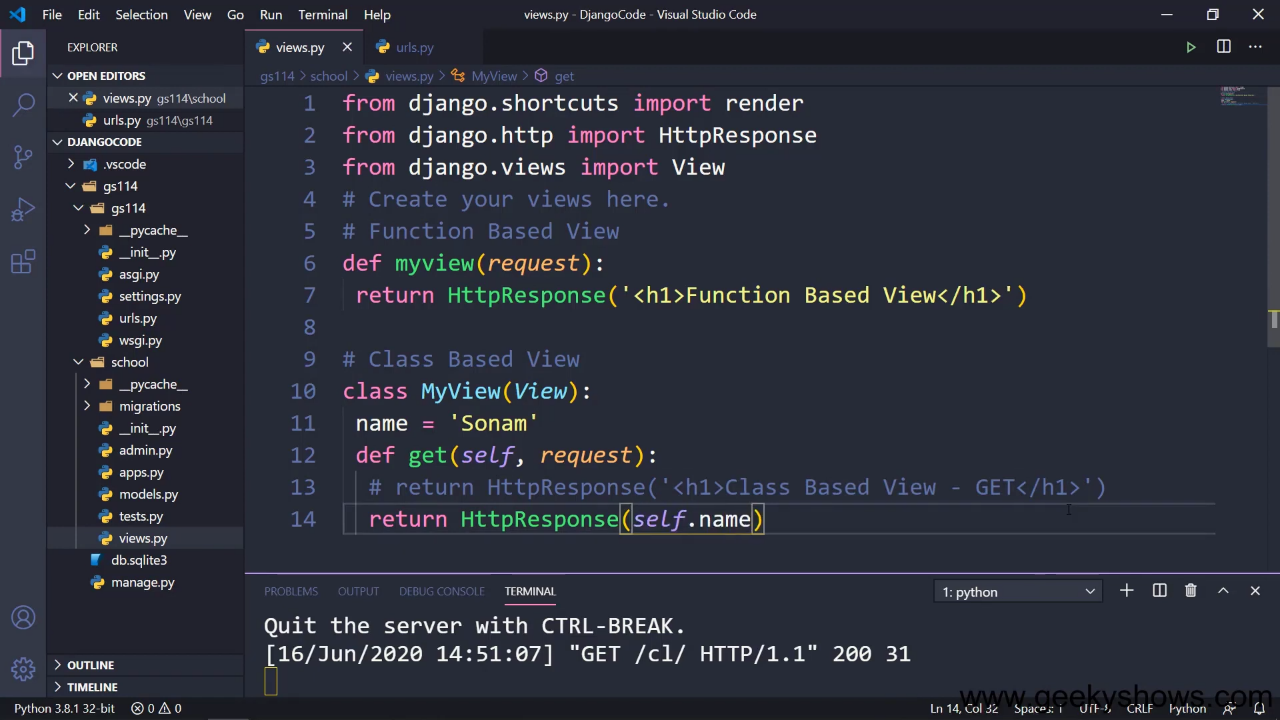 File Edit Selection View Go Run Terminal Help views.py - DjangoCode - Visual Studio Code
EXPLORER
OPEN EDITORS
views.py gs114\school
urls.py gs114\gs114
DJANGOCODE
.vscode
gs114
gs114
__pycache__
__init__.py
asgi.py
settings.py
urls.py
wsgi.py
school
__pycache__
migrations
__init__.py
admin.py
apps.py
models.py
tests.py
views.py
db.sqlite3
manage.py
OUTLINE
TIMELINE
views.py urls.py
gs114 > school > views.py > MyView > get
1 from django.shortcuts import render
2 from django.http import HttpResponse
3 from django.views import View
4 # Create your views here.
5 # Function Based View
6 def myview(request):
7 return HttpResponse('<h1>Function Based View</h1>')
8
9 # Class Based View
10 class MyView(View):
11 name = 'Sonam'
12 def get(self, request):
13 # return HttpResponse('<h1>Class Based View - GET</h1>')
14 return HttpResponse(self.name)
PROBLEMS OUTPUT DEBUG CONSOLE TERMINAL 1: python
Quit the server with CTRL-BREAK.
[16/Jun/2020 14:51:07] "GET /cl/ HTTP/1.1" 200 31
www.geekyshows.com
Python 3.8.1 32-bit 0 0 Ln 14, Col 32 Spaces: 1 UTF-8 CRLF Python